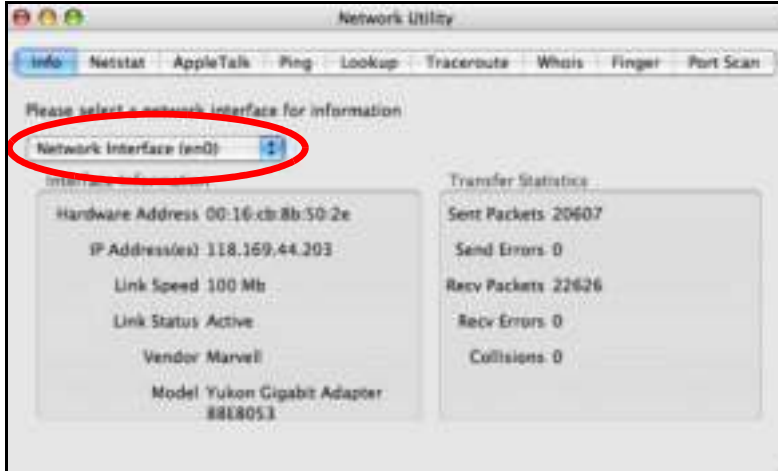 Network Utility
Info Netstat AppleTalk Ping Lookup Traceroute Whois Finger Port Scan
Please select a network interface for information
Network Interface (en0)
Interface Information
Hardware Address 00:16:cb:8b:50:2e
IP Address(es) 118.169.44.203
Link Speed 100 Mb
Link Status Active
Vendor Marvell
Model Yukon Gigabit Adapter
88E8053
Transfer Statistics
Sent Packets 20607
Send Errors 0
Recv Packets 22626
Recv Errors 0
Collisions 0